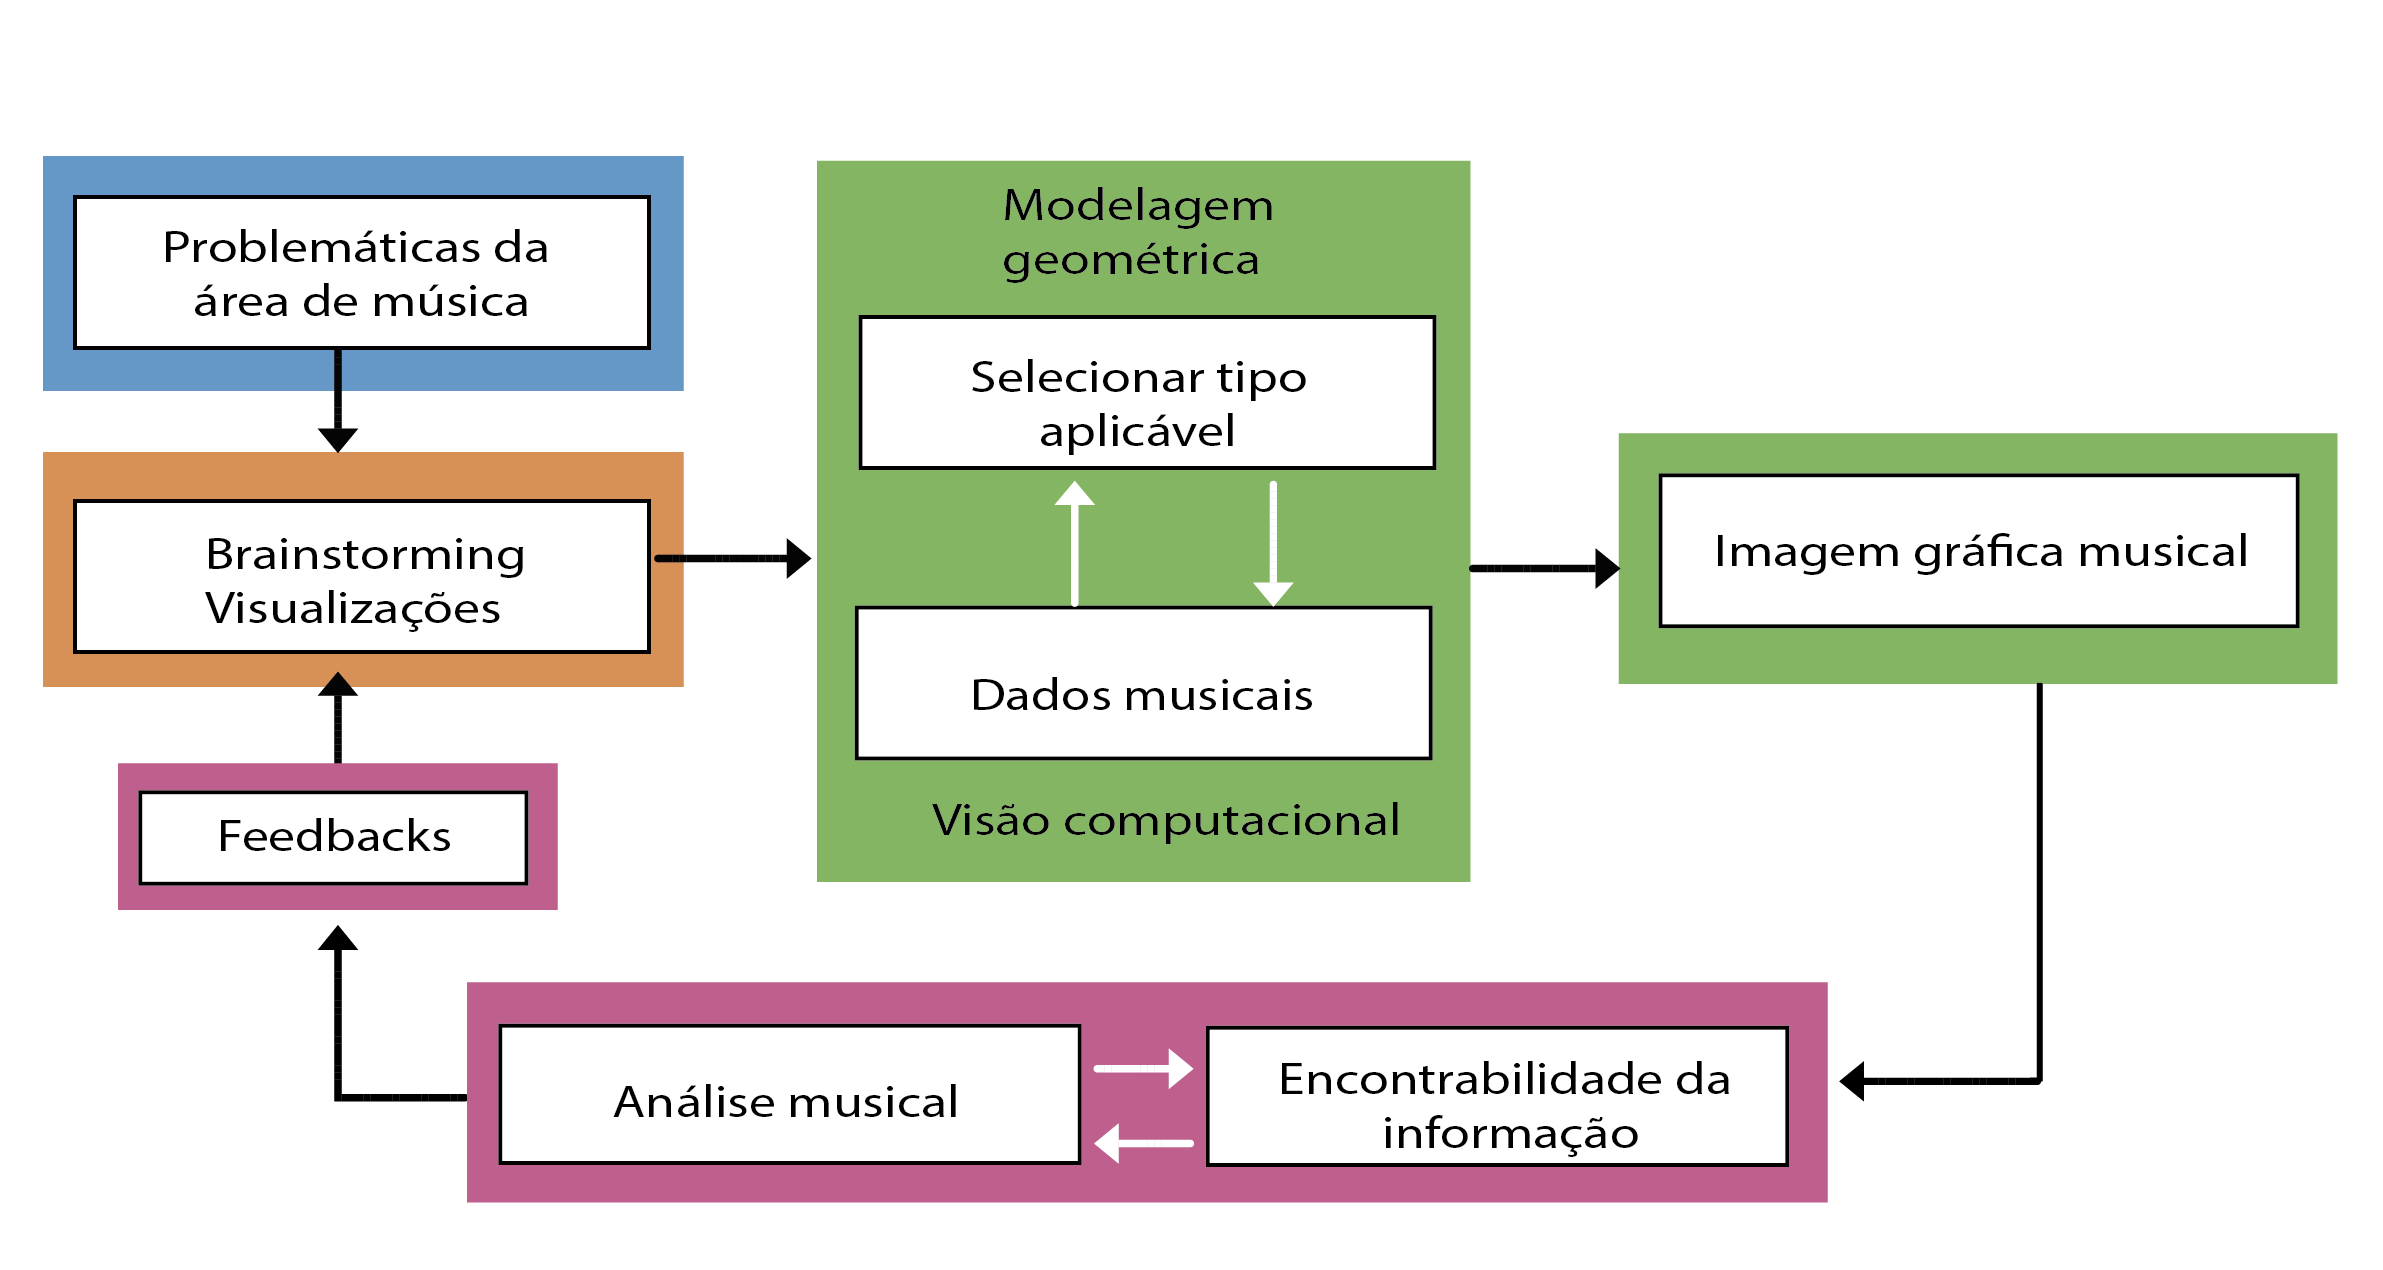 Problemáticas da
área de música
Brainstorming
Visualizações
Feedbacks
Modelagem
geométrica
Selecionar tipo
aplicável
Dados musicais
Visão computacional
Imagem gráfica musical
Análise musical
Encontrabilidade da
informação